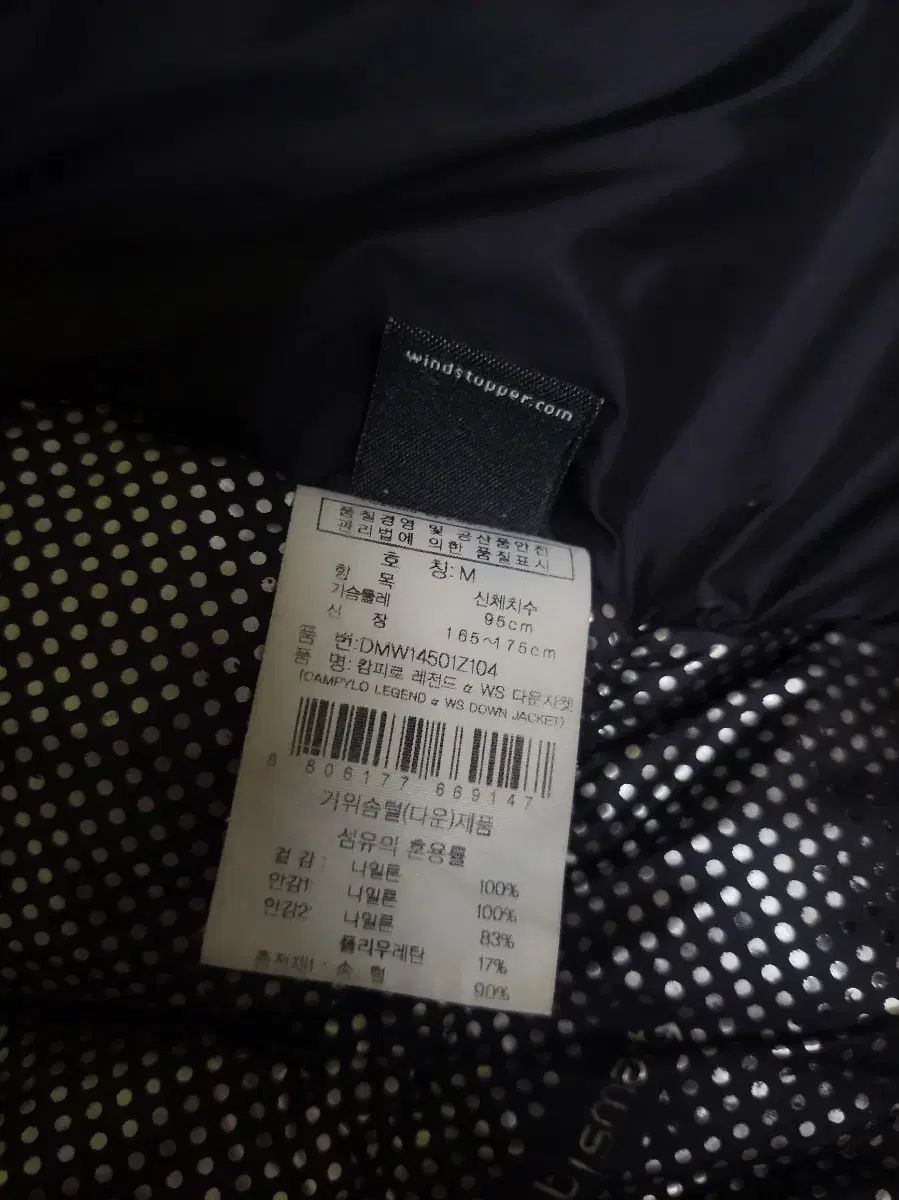 windstopper.com
품질경영 및 공산품안전
관리법에 의한 품질표시
호 칭: M
항 목 신체치수
가슴둘레 95cm
신 장 165~175cm
품 번: DMW14501Z104
품 명: 캄피로 레전드 α WS 다운자켓
(CAMPYLO LEGEND α WS DOWN JACKET)
8 806177 669147
거위솜털(다운)제품
섬유의 혼용률
겉 감 : 나일론 100%
안감1 나일론 100%
안감2 나일론 83%
폴리우레탄 17%
충전재1 : 솜 털 90%